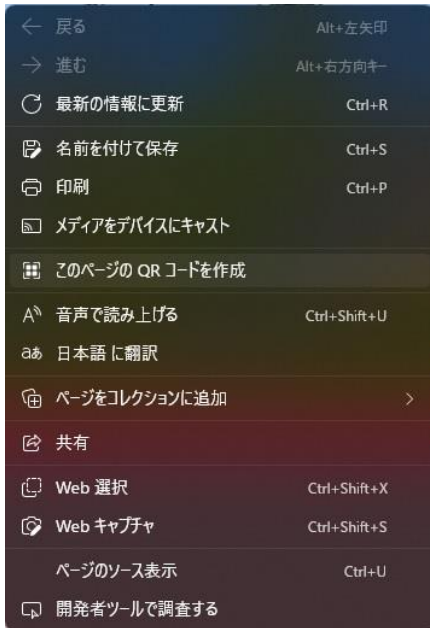 戻る Alt+左矢印
進む Alt+右方向キー
最新の情報に更新 Ctrl+R
名前を付けて保存 Ctrl+S
印刷 Ctrl+P
メディアをデバイスにキャスト
このページの QR コードを作成
音声で読み上げる Ctrl+Shift+U
aあ 日本語 に翻訳
ページをコレクションに追加
共有
Web 選択 Ctrl+Shift+X
Web キャプチャ Ctrl+Shift+S
ページのソース表示 Ctrl+U
開発者ツールで調査する